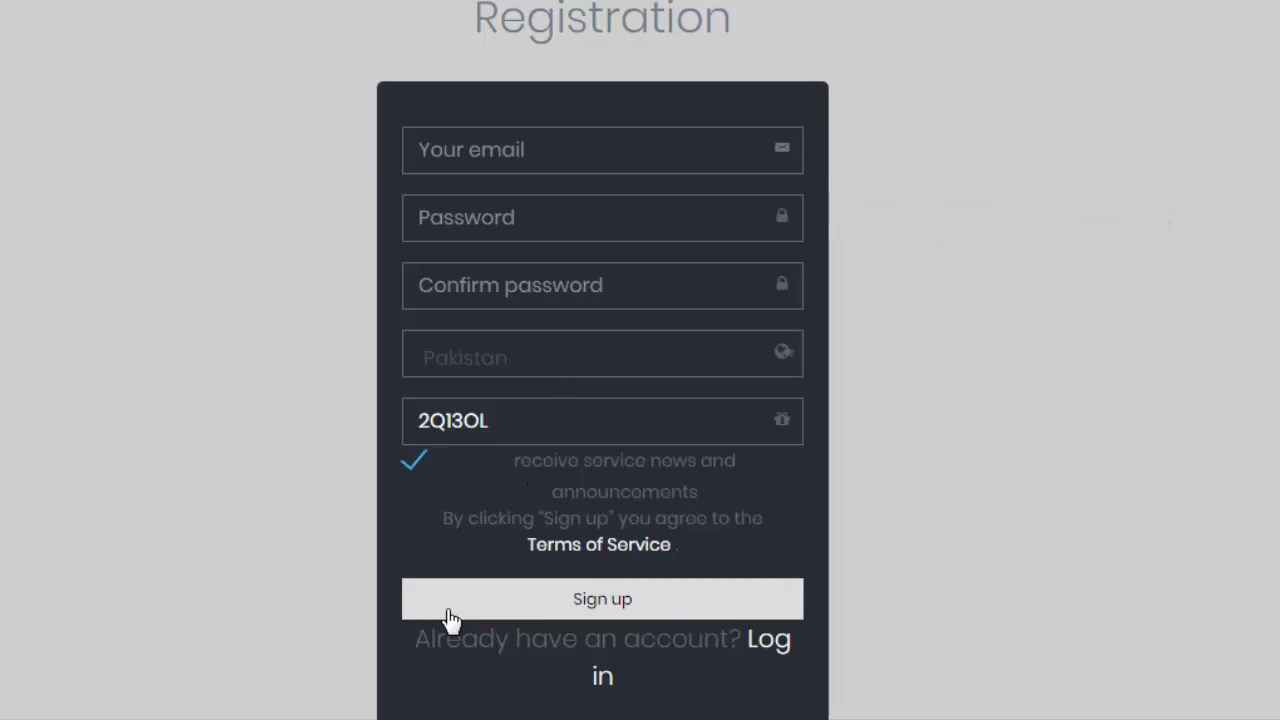 Registration
Your email
Password
Confirm password
Pakistan
2Q13OL
receive service news and
announcements
By clicking "Sign up" you agree to the
Terms of Service .
Sign up
Already have an account? Log
in